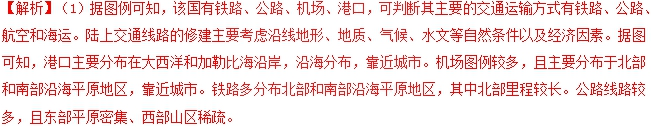 【解析】（1）据图例可知，该国有铁路、公路、机场、港口，可判断其主要的交通运输方式有铁路、公路、
航空和海运。陆上交通线路的修建主要考虑沿线地形、地质、气候、水文等自然条件以及经济因素。据图
可知，港口主要分布在大西洋和加勒比海沿岸，沿海分布，靠近城市。机场图例较多，且主要分布于北部
和南部沿海平原地区，靠近城市。铁路多分布北部和南部沿海平原地区，其中北部里程较长。公路线路较
多，且东部平原密集、西部山区稀疏。